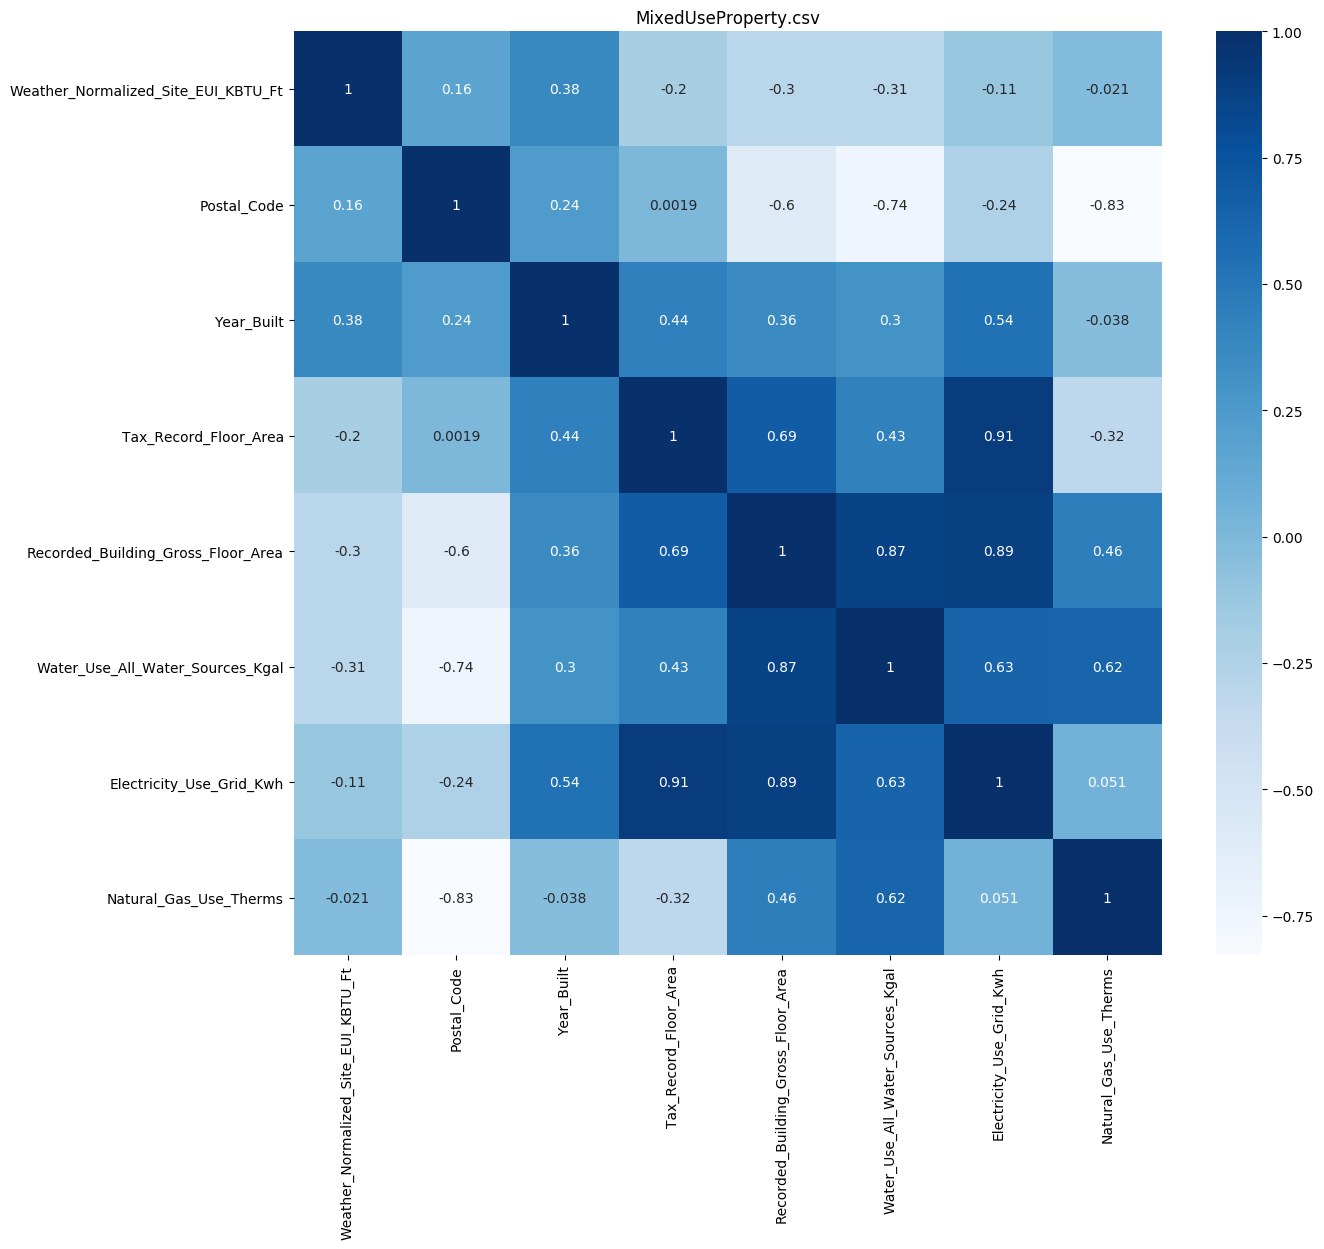 MixedUseProperty.csv
Weather_Normalized_Site_EUI_KBTU_Ft 1 0.16 0.38 -0.2 -0.3 -0.31 -0.11 -0.021
Postal_Code 0.16 1 0.24 0.0019 -0.6 -0.74 -0.24 -0.83
Year_Built 0.38 0.24 1 0.44 0.36 0.3 0.54 -0.038
Tax_Record_Floor_Area -0.2 0.0019 0.44 1 0.69 0.43 0.91 -0.32
Recorded_Building_Gross_Floor_Area -0.3 -0.6 0.36 0.69 1 0.87 0.89 0.46
Water_Use_All_Water_Sources_Kgal -0.31 -0.74 0.3 0.43 0.87 1 0.63 0.62
Electricity_Use_Grid_Kwh -0.11 -0.24 0.54 0.91 0.89 0.63 1 0.051
Natural_Gas_Use_Therms -0.021 -0.83 -0.038 -0.32 0.46 0.62 0.051 1
Weather_Normalized_Site_EUI_KBTU_Ft
Postal_Code
Year_Built
Tax_Record_Floor_Area
Recorded_Building_Gross_Floor_Area
Water_Use_All_Water_Sources_Kgal
Electricity_Use_Grid_Kwh
Natural_Gas_Use_Therms
1.00
0.75
0.50
0.25
0.00
−0.25
−0.50
−0.75